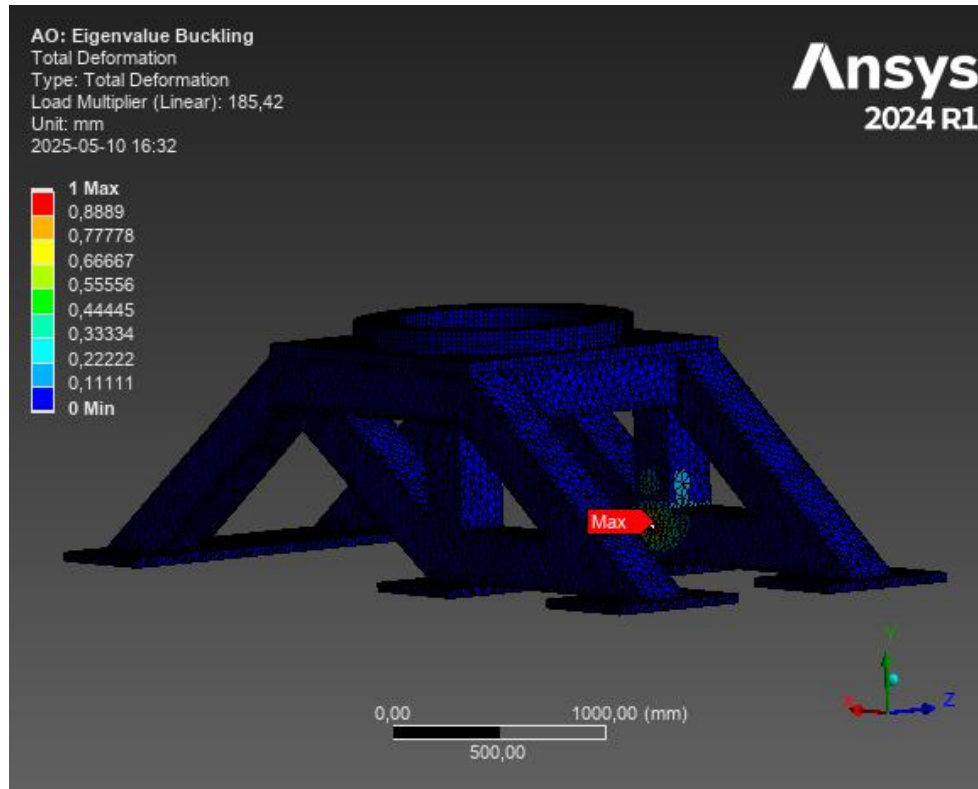 AO: Eigenvalue Buckling
Total Deformation
Type: Total Deformation
Load Multiplier (Linear): 185,42
Unit: mm
2025-05-10 16:32
Ansys
2024 R1
1 Max
0,8889
0,77778
0,66667
0,55556
0,44445
0,33334
0,22222
0,11111
0 Min
Max
Y
X
Z
0,00
1000,00 (mm)
500,00